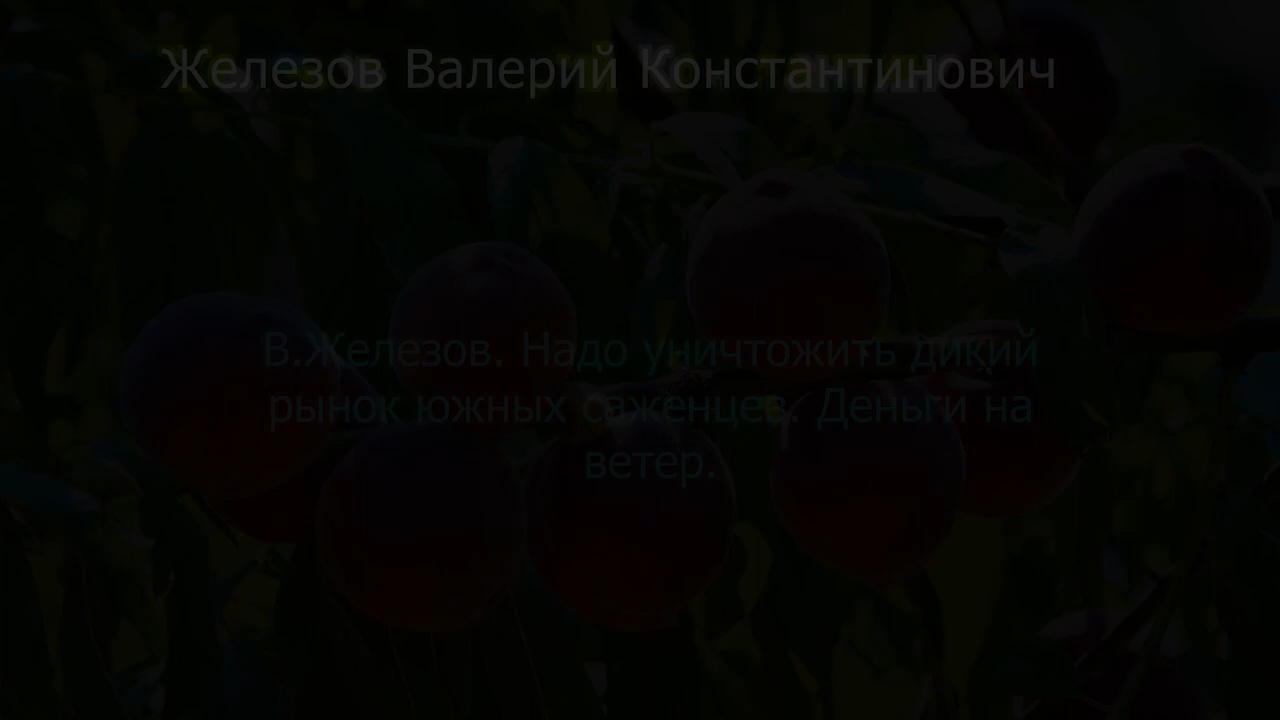 Железов Валерий Константинович
В.Железов. Надо уничтожить дикий
рынок южных саженцев. Деньги на
ветер.